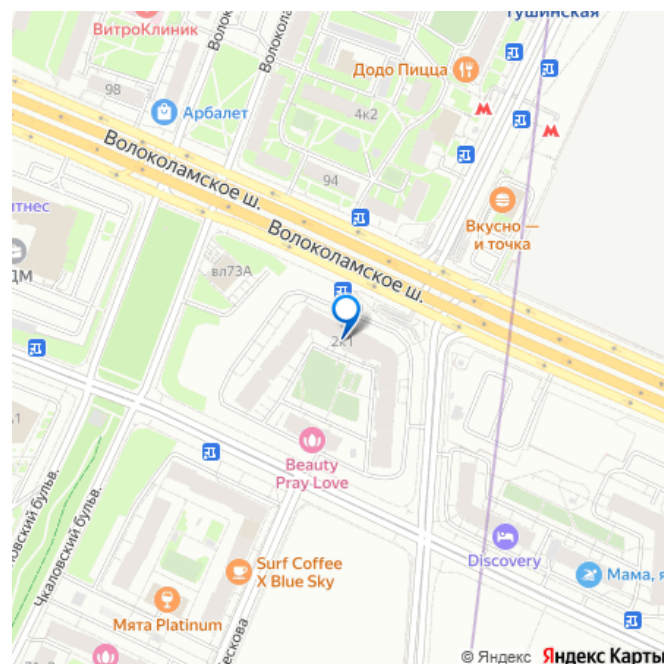 Тушинская
ВитроКлиник
Додо Пицца
98
Арбалет
4к2
М
М
Волоколамское ш.
94
Вкусно —
и точка
Волоколамское ш.
вл73А
2к1
Beauty
Pray Love
Чкаловский бульв.
Discovery
Surf Coffee
X Blue Sky
Мята Platinum
© Яндекс Яндекс Карты